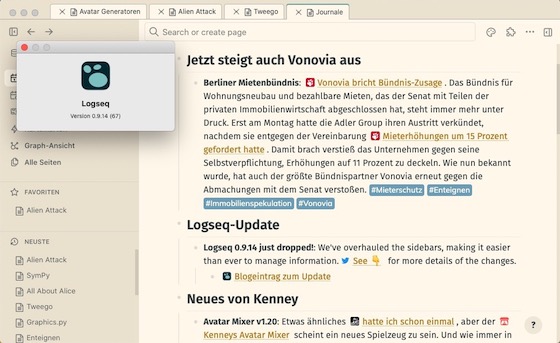 Avatar Generatoren
Alien Attack
Tweego
Journale
Search or create page
Logseq
Version 0.9.14 (67)
Graph-Ansicht
Alle Seiten
FAVORITEN
Alien Attack
NEUSTE
Alien Attack
SymPy
All About Alice
Tweego
Graphics.py
Enteignen
Jetzt steigt auch Vonovia aus
Berliner Mietenbündnis: Vonovia bricht Bündnis-Zusage . Das Bündnis für
Wohnungsneubau und bezahlbare Mieten, das der Senat mit Teilen der
privaten Immobilienwirtschaft abgeschlossen hat, steht immer mehr unter
Druck. Erst am Montag hatte die Adler Group ihren Austritt verkündet,
nachdem sie entgegen der Vereinbarung Mieterhöhungen um 15 Prozent
gefordert hatte . Damit brach verstieß das Unternehmen gegen seine
Selbstverpflichtung, Erhöhungen auf 11 Prozent zu deckeln. Wie nun bekannt
wurde, hat auch der größte Bündnispartner Vonovia erneut gegen die
Abmachungen mit dem Senat verstoßen. #Mieterschutz #Enteignen
#Immobilienspekulation #Vonovia
Logseq-Update
Logseq 0.9.14 just dropped!: We've overhauled the sidebars, making it easier
than ever to manage information. See 👇 for more details of the changes.
Blogeintrag zum Update
Neues von Kenney
Avatar Mixer v1.20: Etwas ähnliches hatte ich schon einmal , aber der
Kenneys Avatar Mixer scheint ein neues Spielzeug zu sein. Und wie immer in
?